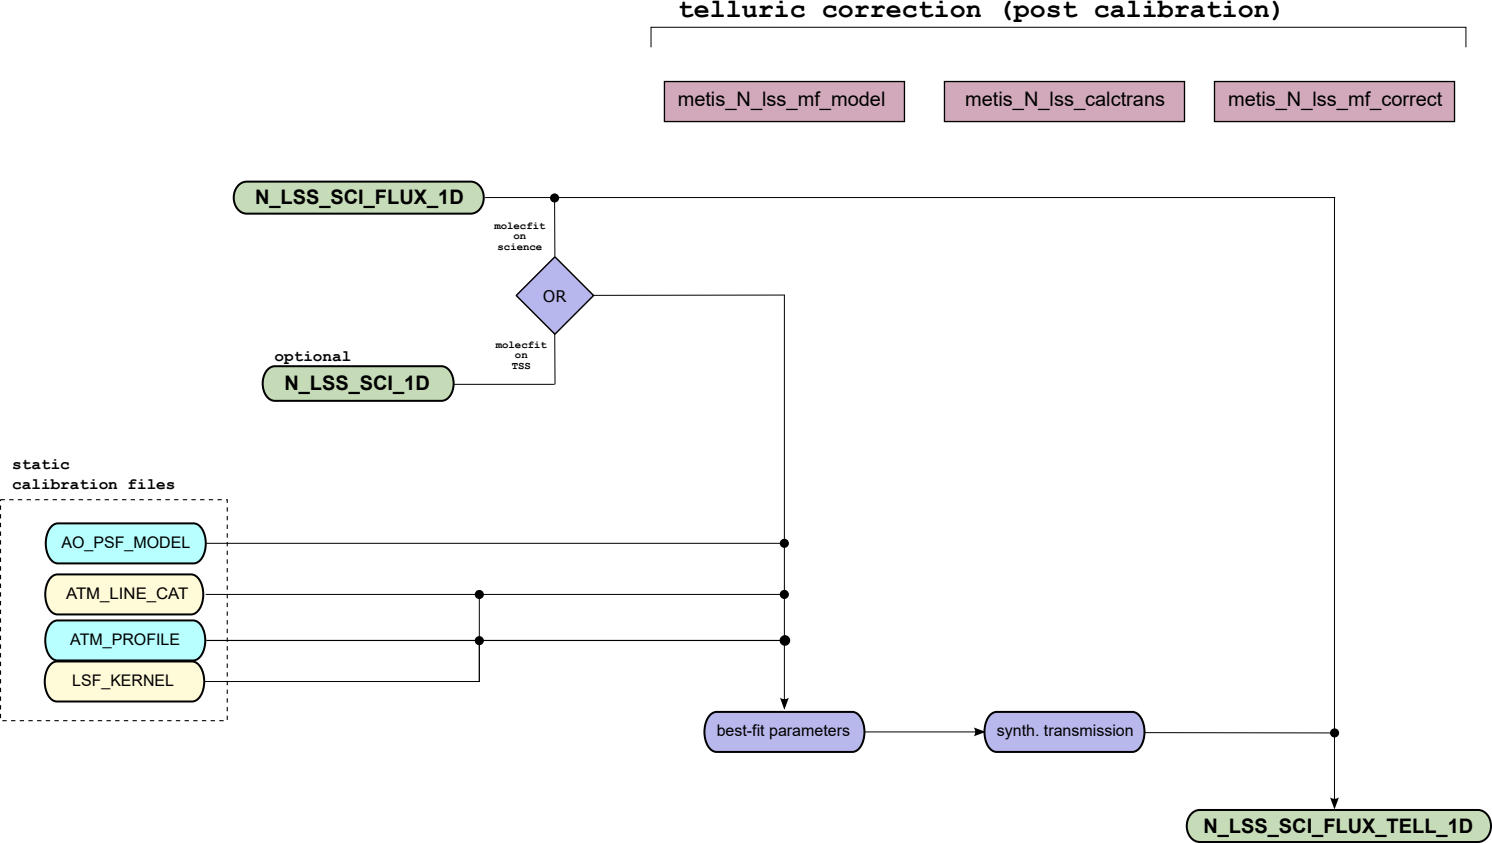 telluric correction (post calibration)
metis_N_lss_mf_model
metis_N_lss_calctrans
metis_N_lss_mf_correct
N_LSS_SCI_FLUX_1D
molecfit
on
science
OR
molecfit
on
TSS
optional
N_LSS_SCI_1D
static
calibration files
AO_PSF_MODEL
ATM_LINE_CAT
ATM_PROFILE
LSF_KERNEL
best-fit parameters
synth. transmission
N_LSS_SCI_FLUX_TELL_1D